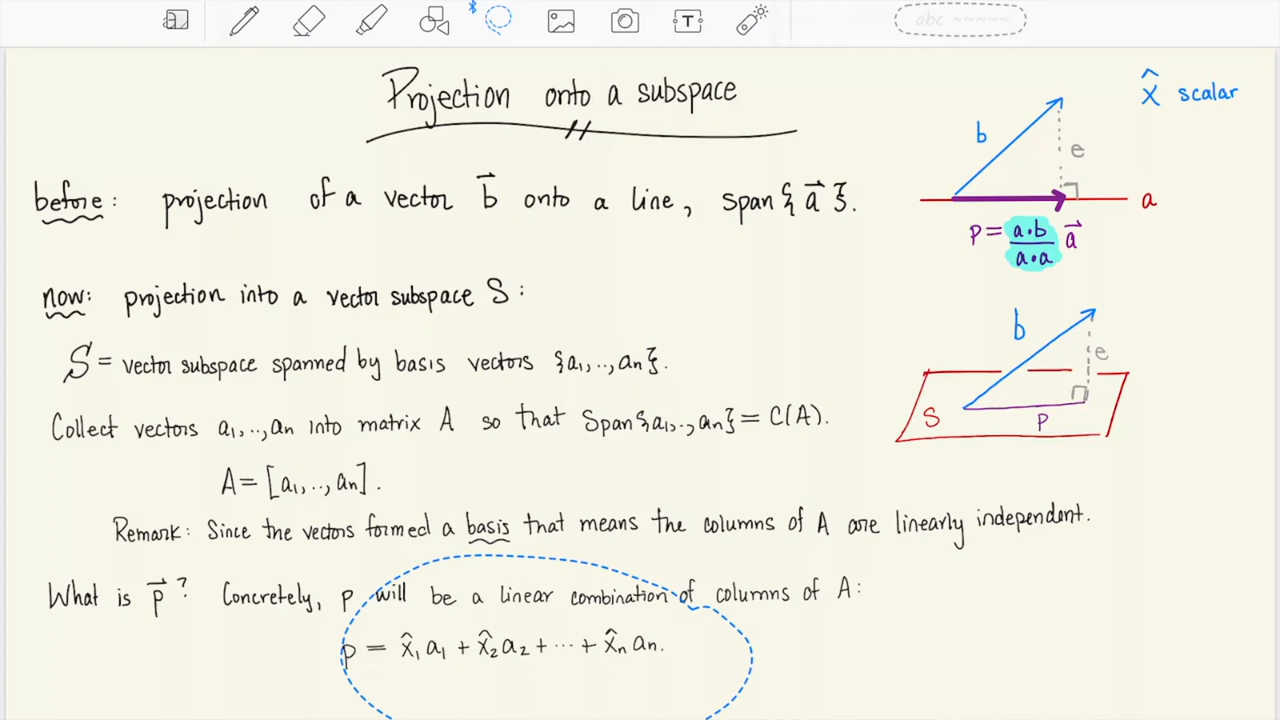 T
abc ~~~~~
Projection onto a subspace
x̂ scalar
b
e
before: projection of a vector b⃗ onto a line, span{a⃗}.
a
p = a·b/a·a a⃗
now: projection into a vector subspace S:
b
e
S = vector subspace spanned by basis vectors {a₁,..,aₙ}.
S
p
Collect vectors a₁,..,aₙ into matrix A so that Span{a₁,..,aₙ} = C(A).
A = [a₁,..,aₙ].
Remark: Since the vectors formed a basis that means the columns of A are linearly independent.
What is p⃗? Concretely, p will be a linear combination of columns of A:
p = x̂₁a₁ + x̂₂a₂ + ··· + x̂ₙaₙ.